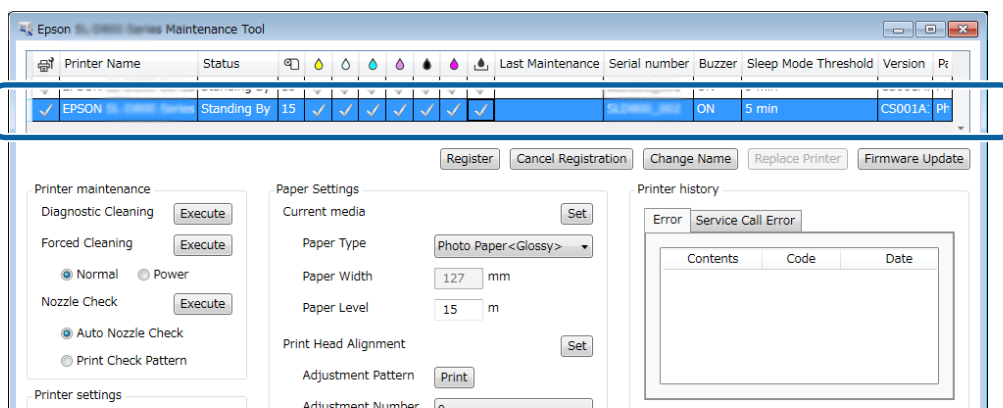 Epson Maintenance Tool
Printer Name Status Last Maintenance Serial number Buzzer Sleep Mode Threshold Version Pa
EPSON Standing By 15 ON 5 min CS001A: Ph
Register Cancel Registration Change Name Replace Printer Firmware Update
Printer maintenance Paper Settings Printer history
Diagnostic Cleaning Execute Current media Set Error Service Call Error
Forced Cleaning Execute Paper Type Photo Paper<Glossy> Contents Code Date
Normal Power Paper Width 127 mm
Nozzle Check Execute Paper Level 15 m
Auto Nozzle Check Print Head Alignment Set
Print Check Pattern Adjustment Pattern Print
Printer settings Adjustment Number